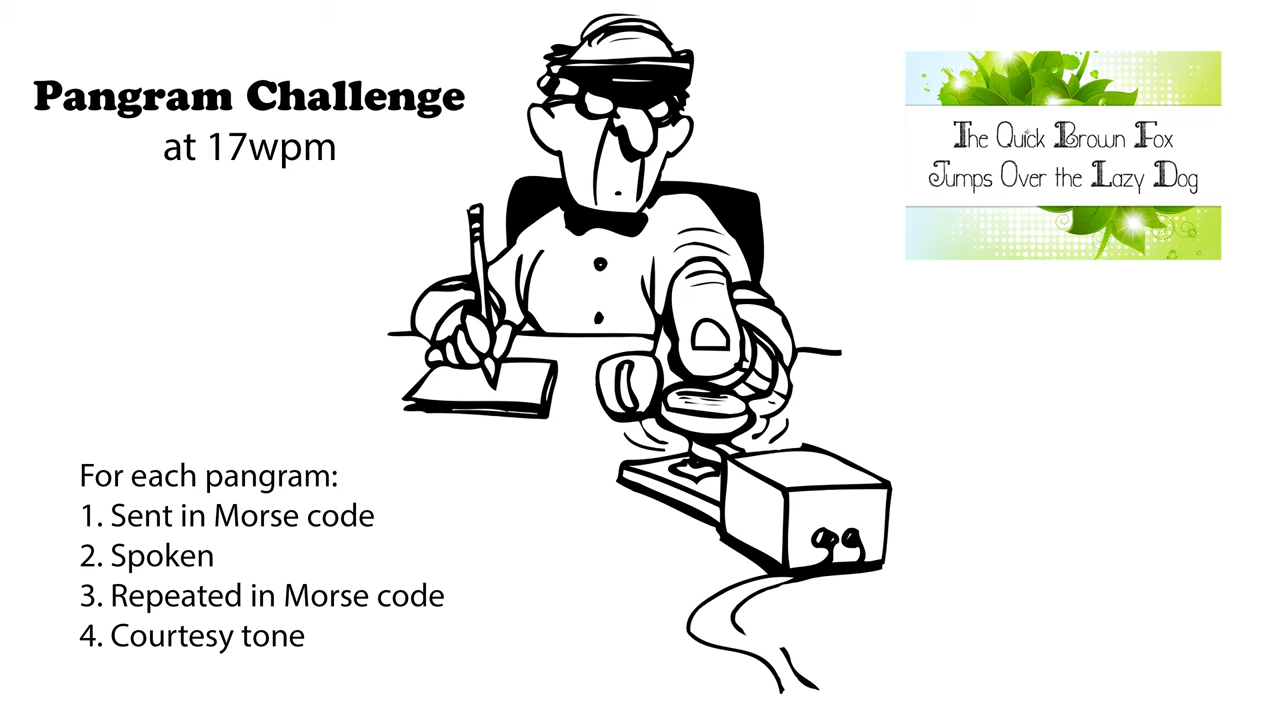 Pangram Challenge
at 17wpm
The Quick Brown Fox
Jumps Over the Lazy Dog
For each pangram:
1. Sent in Morse code
2. Spoken
3. Repeated in Morse code
4. Courtesy tone